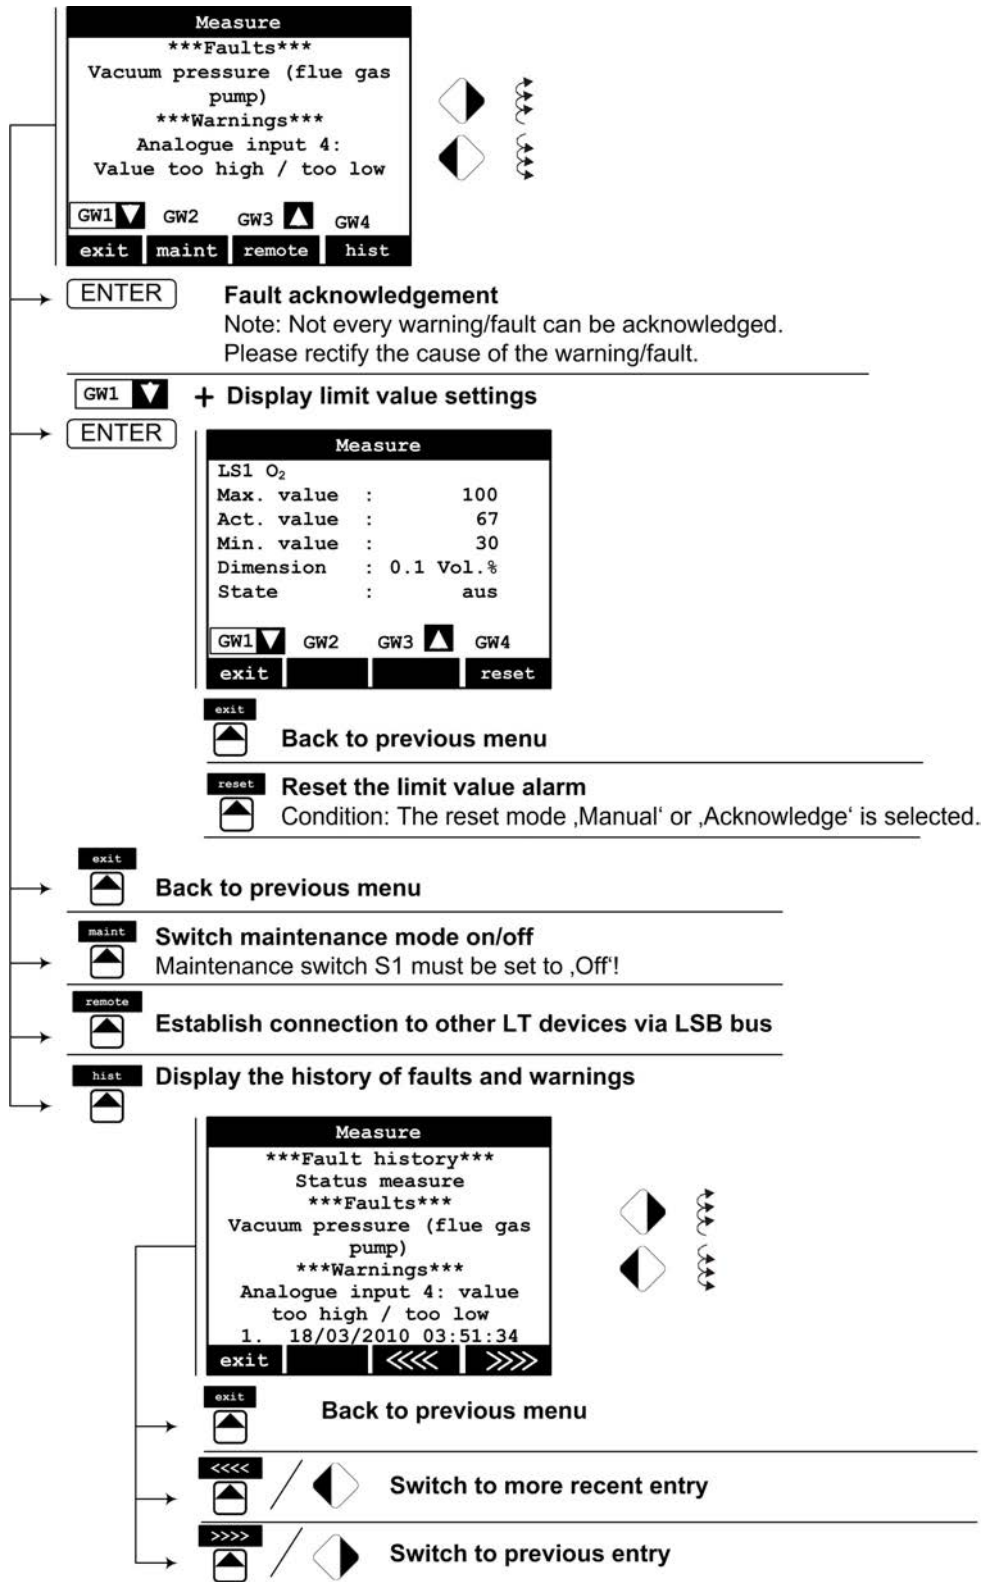 Measure
***Faults***
Vacuum pressure (flue gas
pump)
***Warnings***
Analogue input 4:
Value too high / too low
GW1 GW2 GW3 GW4
exit maint remote hist
ENTER Fault acknowledgement
Note: Not every warning/fault can be acknowledged.
Please rectify the cause of the warning/fault.
GW1 + Display limit value settings
ENTER
Measure
LS1 O₂
Max. value : 100
Act. value : 67
Min. value : 30
Dimension : 0.1 Vol.%
State : aus
GW1 GW2 GW3 GW4
exit reset
exit
Back to previous menu
reset Reset the limit value alarm
Condition: The reset mode ‚Manual‘ or ‚Acknowledge‘ is selected.
exit
Back to previous menu
maint Switch maintenance mode on/off
Maintenance switch S1 must be set to ‚Off‘!
remote
Establish connection to other LT devices via LSB bus
hist Display the history of faults and warnings
Measure
***Fault history***
Status measure
***Faults***
Vacuum pressure (flue gas
pump)
***Warnings***
Analogue input 4: value
too high / too low
1. 18/03/2010 03:51:34
exit <<<< >>>>
exit
Back to previous menu
<<<<
/ Switch to more recent entry
>>>>
/ Switch to previous entry